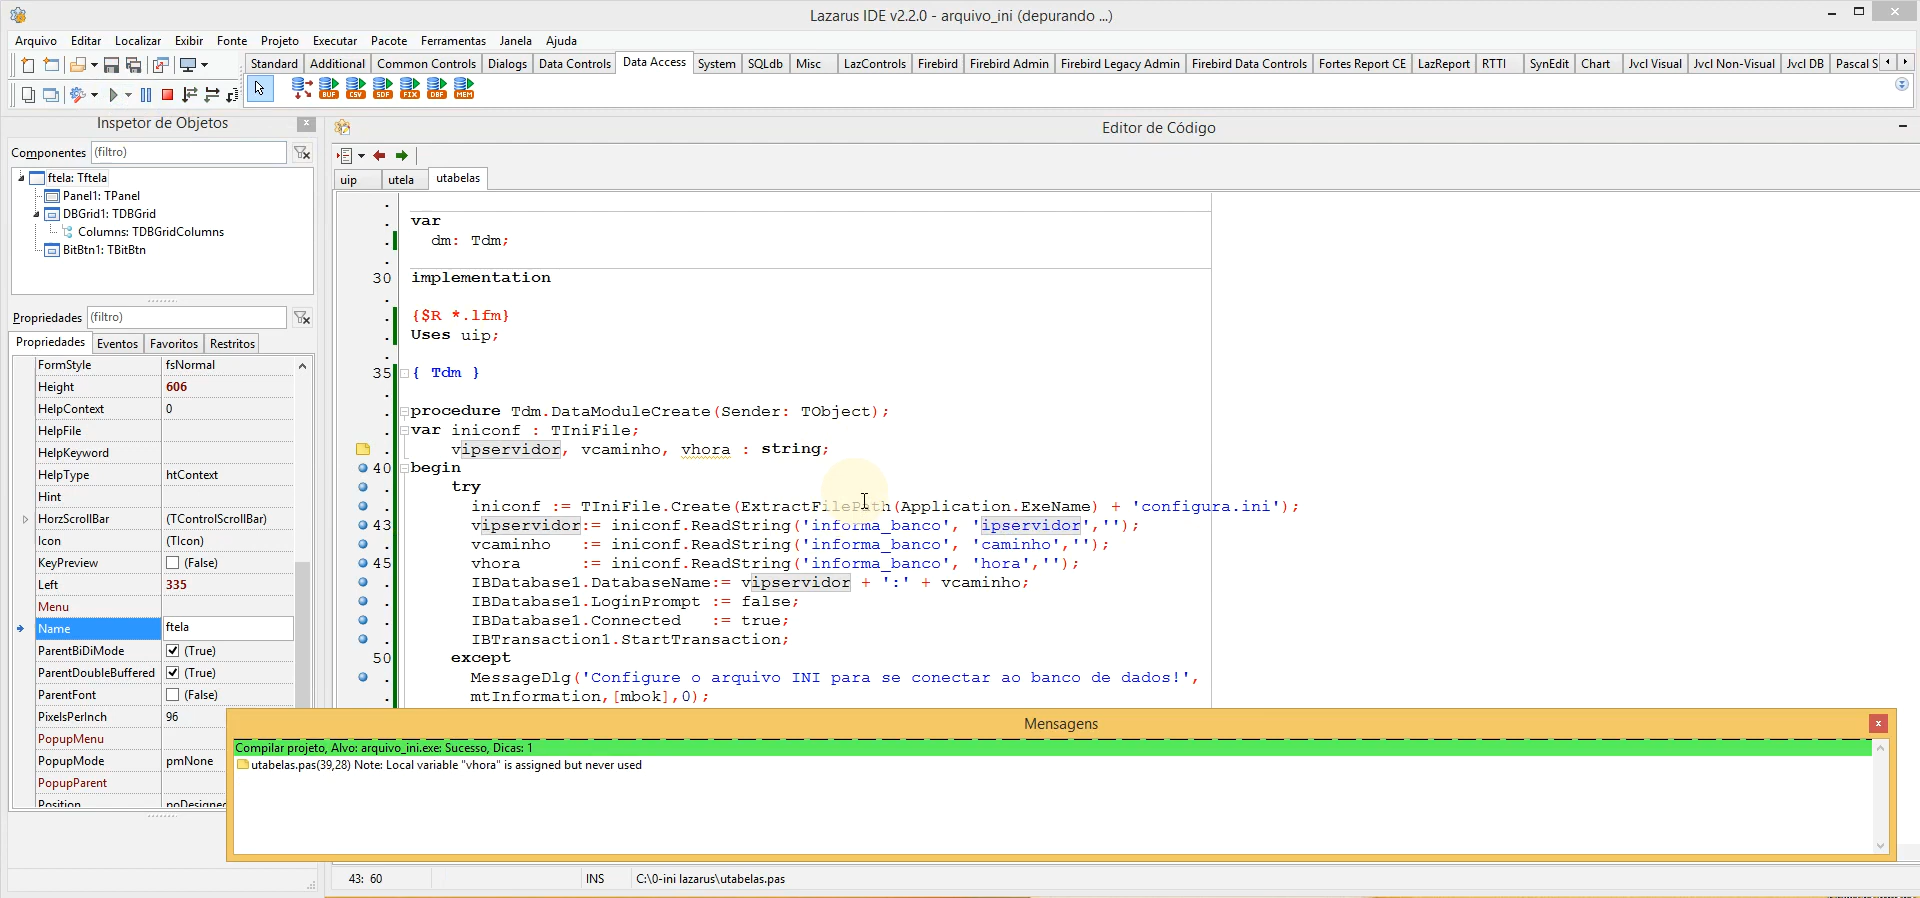 Lazarus IDE v2.2.0 - arquivo_ini (depurando ...)
Arquivo Editar Localizar Exibir Fonte Projeto Executar Pacote Ferramentas Janela Ajuda
Standard Additional Common Controls Dialogs Data Controls Data Access System SQLdb Misc LazControls Firebird Firebird Admin Firebird Legacy Admin Firebird Data Controls Fortes Report CE LazReport RTTI SynEdit Chart Jvcl Visual Jvcl Non-Visual Jvcl DB Pascal S
BUF CSV SDF FIX DBF MEM
Inspetor de Objetos
Editor de Código
Componentes (filtro)
ftela: Tftela
Panel1: TPanel
DBGrid1: TDBGrid
Columns: TDBGridColumns
BitBtn1: TBitBtn
Propriedades (filtro)
Propriedades Eventos Favoritos Restritos
FormStyle fsNormal
Height 606
HelpContext 0
HelpFile
HelpKeyword
HelpType htContext
Hint
HorzScrollBar (TControlScrollBar)
Icon (TIcon)
KeyPreview (False)
Left 335
Menu
Name ftela
ParentBiDiMode (True)
ParentDoubleBuffered (True)
ParentFont (False)
PixelsPerInch 96
PopupMenu
PopupMode pmNone
PopupParent
Position poDesigned
uip utela utabelas
var
dm: Tdm;
30 implementation
{$R *.lfm}
Uses uip;
35 { Tdm }
procedure Tdm.DataModuleCreate(Sender: TObject);
var iniconf : TIniFile;
vipservidor, vcaminho, vhora : string;
40 begin
try
iniconf := TIniFile.Create(ExtractFilePath(Application.ExeName) + 'configura.ini');
43 vipservidor:= iniconf.ReadString('informa_banco', 'ipservidor','');
vcaminho := iniconf.ReadString('informa_banco', 'caminho','');
45 vhora := iniconf.ReadString('informa_banco', 'hora','');
IBDatabase1.DatabaseName:= vipservidor + ':' + vcaminho;
IBDatabase1.LoginPrompt := false;
IBDatabase1.Connected := true;
IBTransaction1.StartTransaction;
50 except
MessageDlg('Configure o arquivo INI para se conectar ao banco de dados!',
mtInformation,[mbok],0);
Mensagens
Compilar projeto, Alvo: arquivo_ini.exe: Sucesso, Dicas: 1
utabelas.pas(39,28) Note: Local variable "vhora" is assigned but never used
43: 60 INS C:\0-ini lazarus\utabelas.pas